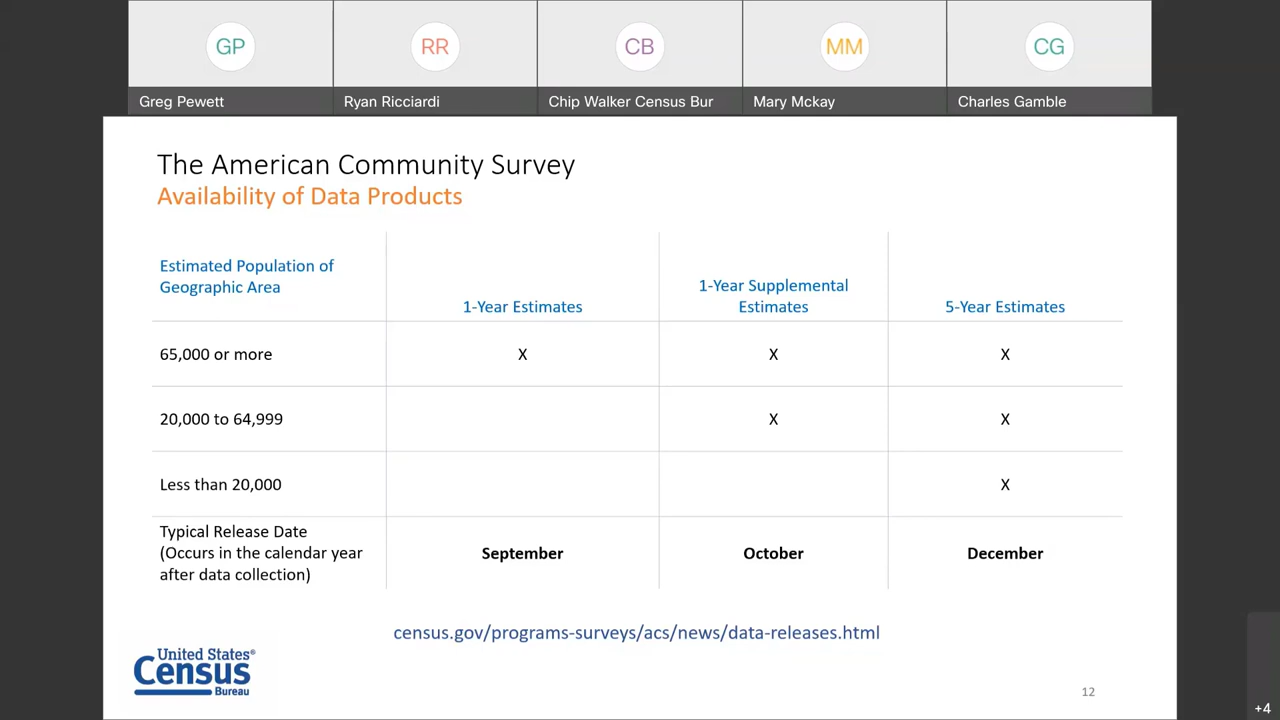 GP
RR
CB
MM
CG
Greg Pewett
Ryan Ricciardi
Chip Walker Census Bur
Mary Mckay
Charles Gamble
The American Community Survey
Availability of Data Products
Estimated Population of
Geographic Area
1-Year Estimates
1-Year Supplemental
Estimates
5-Year Estimates
65,000 or more X X X
20,000 to 64,999 X X
Less than 20,000 X
Typical Release Date
(Occurs in the calendar year
after data collection)
September
October
December
census.gov/programs-surveys/acs/news/data-releases.html
United States®
Census
Bureau
12
+4